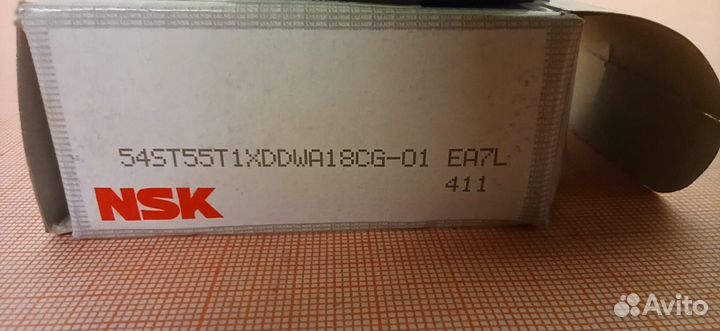 54ST55T1XDDWA18CG-01 EA7L
411
NSK
Avito